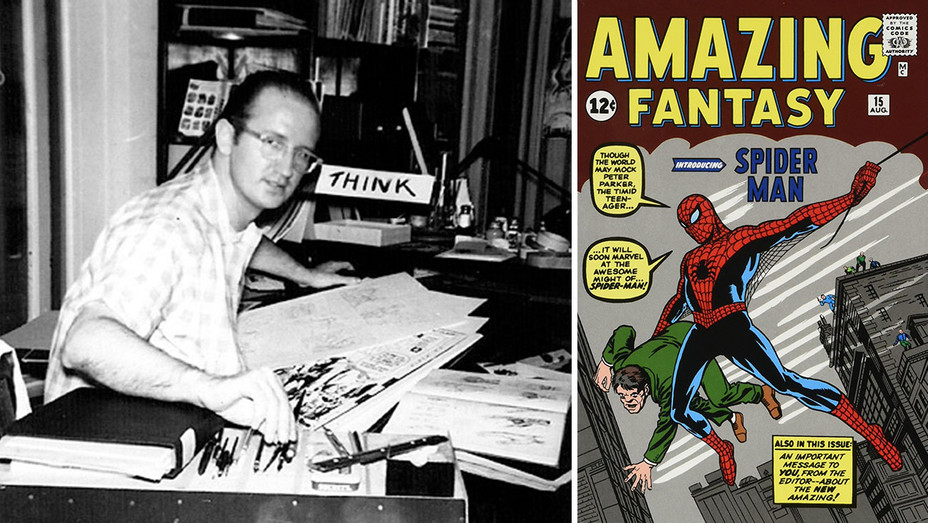 THINK
AMAZING
FANTASY
APPROVED
BY THE
COMICS
CODE
AUTHORITY
MC
12¢
15
AUG.
INTRODUCING
SPIDER
MAN
THOUGH
THE WORLD
MAY MOCK
PETER
PARKER,
THE TIMID
TEEN-
AGER...
...IT WILL
SOON MARVEL
AT THE
AWESOME
MIGHT OF...
SPIDER-MAN!
ALSO IN THIS ISSUE:
AN IMPORTANT
MESSAGE TO
YOU, FROM THE
EDITOR--ABOUT
THE NEW
AMAZING!